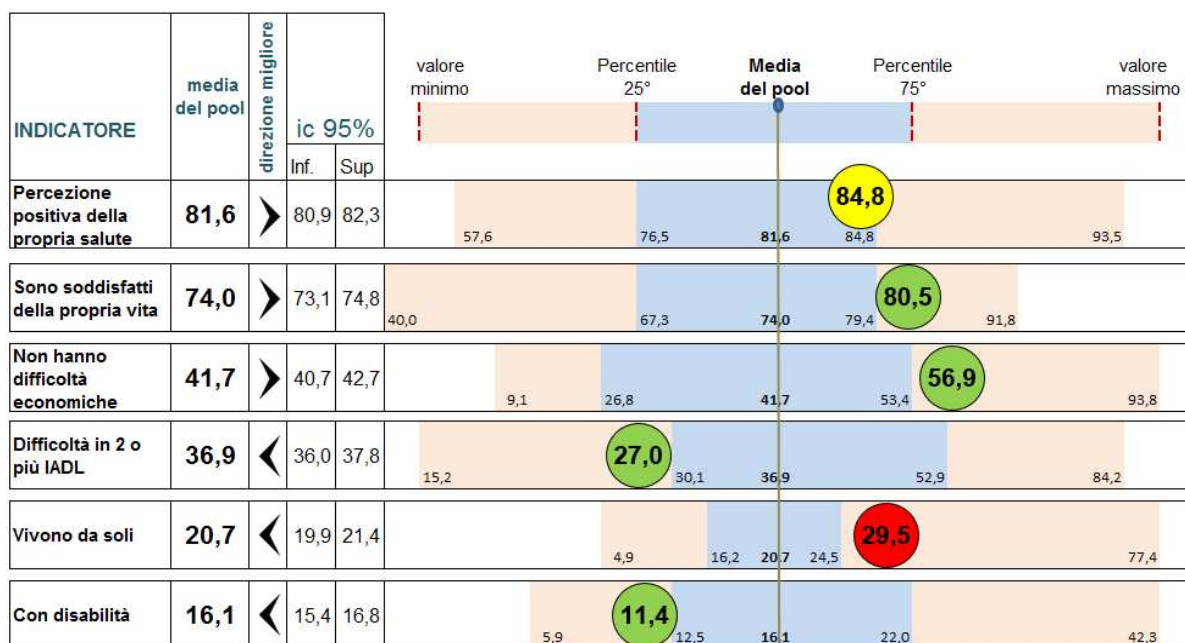 INDICATORE
media
del pool
direzione migliore
ic 95%
Inf.
Sup
valore
minimo
Percentile
25°
Media
del pool
Percentile
75°
valore
massimo
Percezione
positiva della
propria salute
81,6
80,9
82,3
84,8
57,6
76,5
81,6
84,8
93,5
Sono soddisfatti
della propria vita
74,0
73,1
74,8
80,5
40,0
67,3
74,0
79,4
91,8
Non hanno
difficoltà
economiche
41,7
40,7
42,7
56,9
9,1
26,8
41,7
53,4
93,8
Difficoltà in 2 o
più IADL
36,9
36,0
37,8
27,0
15,2
30,1
36,9
52,9
84,2
Vivono da soli
20,7
19,9
21,4
29,5
4,9
16,2
20,7
24,5
77,4
Con disabilità
16,1
15,4
16,8
11,4
5,9
12,5
16,1
22,0
42,3